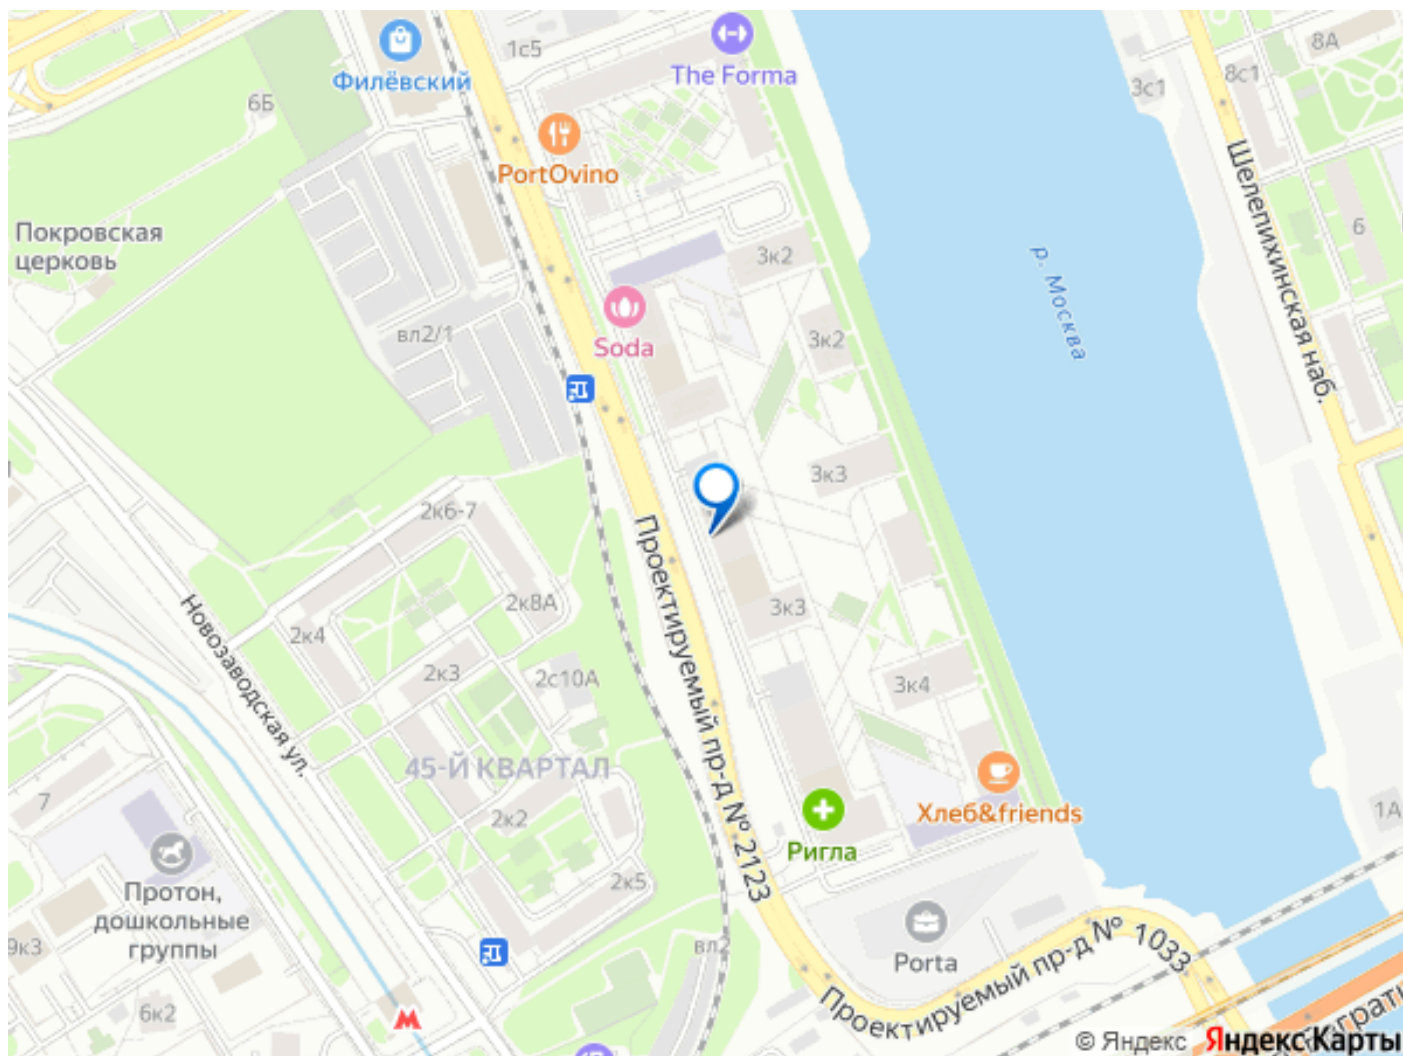 1с5
The Forma
8А
8с1
3с1
Филёвский
6Б
PortOvino
Шелепихинская наб.
Покровская
церковь
6
3к2
р. Москва
вл2/1
Soda
3к2
3к3
2к6-7
Проектируемый пр-д № 2123
2к8А
3к3
2к4
Новозаводская ул.
2к3
2с10А
3к4
45-Й КВАРТАЛ
7
2к2
Хлеб&friends
1А
Ригла
Протон,
дошкольные
группы
2к5
9к3
вл2
Porta
Проектируемый пр-д № 1033
6к2
© Яндекс Яндекс Карты